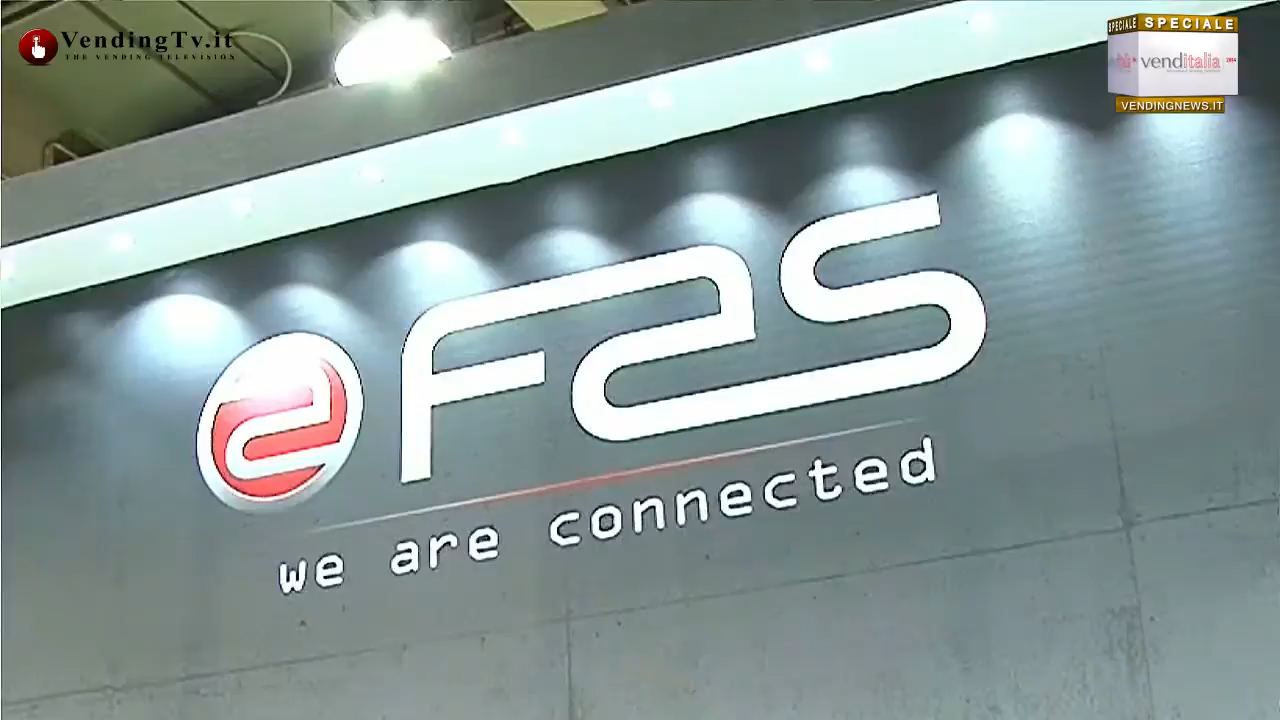 VendingTv.it
THE VENDING TELEVISION
SPECIALE SPECIALE
venditalia
VENDINGNEWS.IT
FAS
we are connected